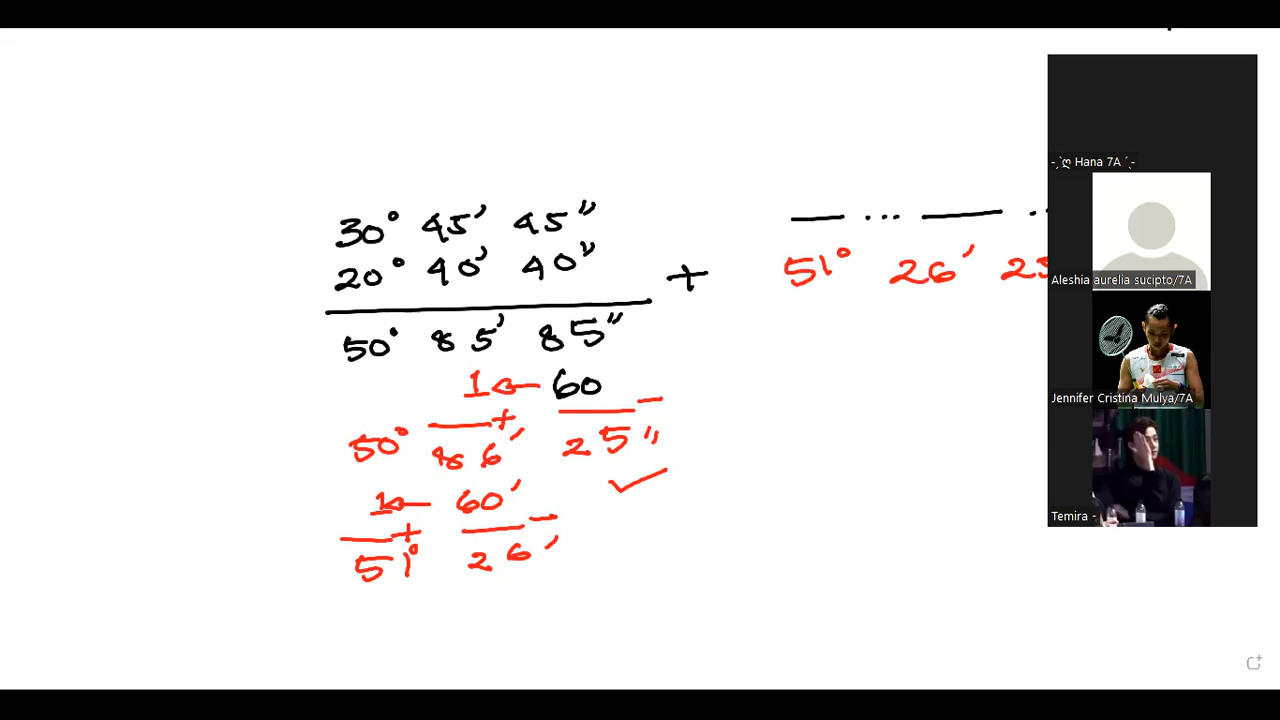 30° 45' 45"
20° 40' 40" +
50° 85' 85"
1 ← 60 −
50° 86' 25"
1 ← 60' −
+
51° 26'
— ... — ..
51° 26' 25
Hana 7A
Aleshia aurelia sucipto/7A
Jennifer Cristina Mulya/7A
Temira -